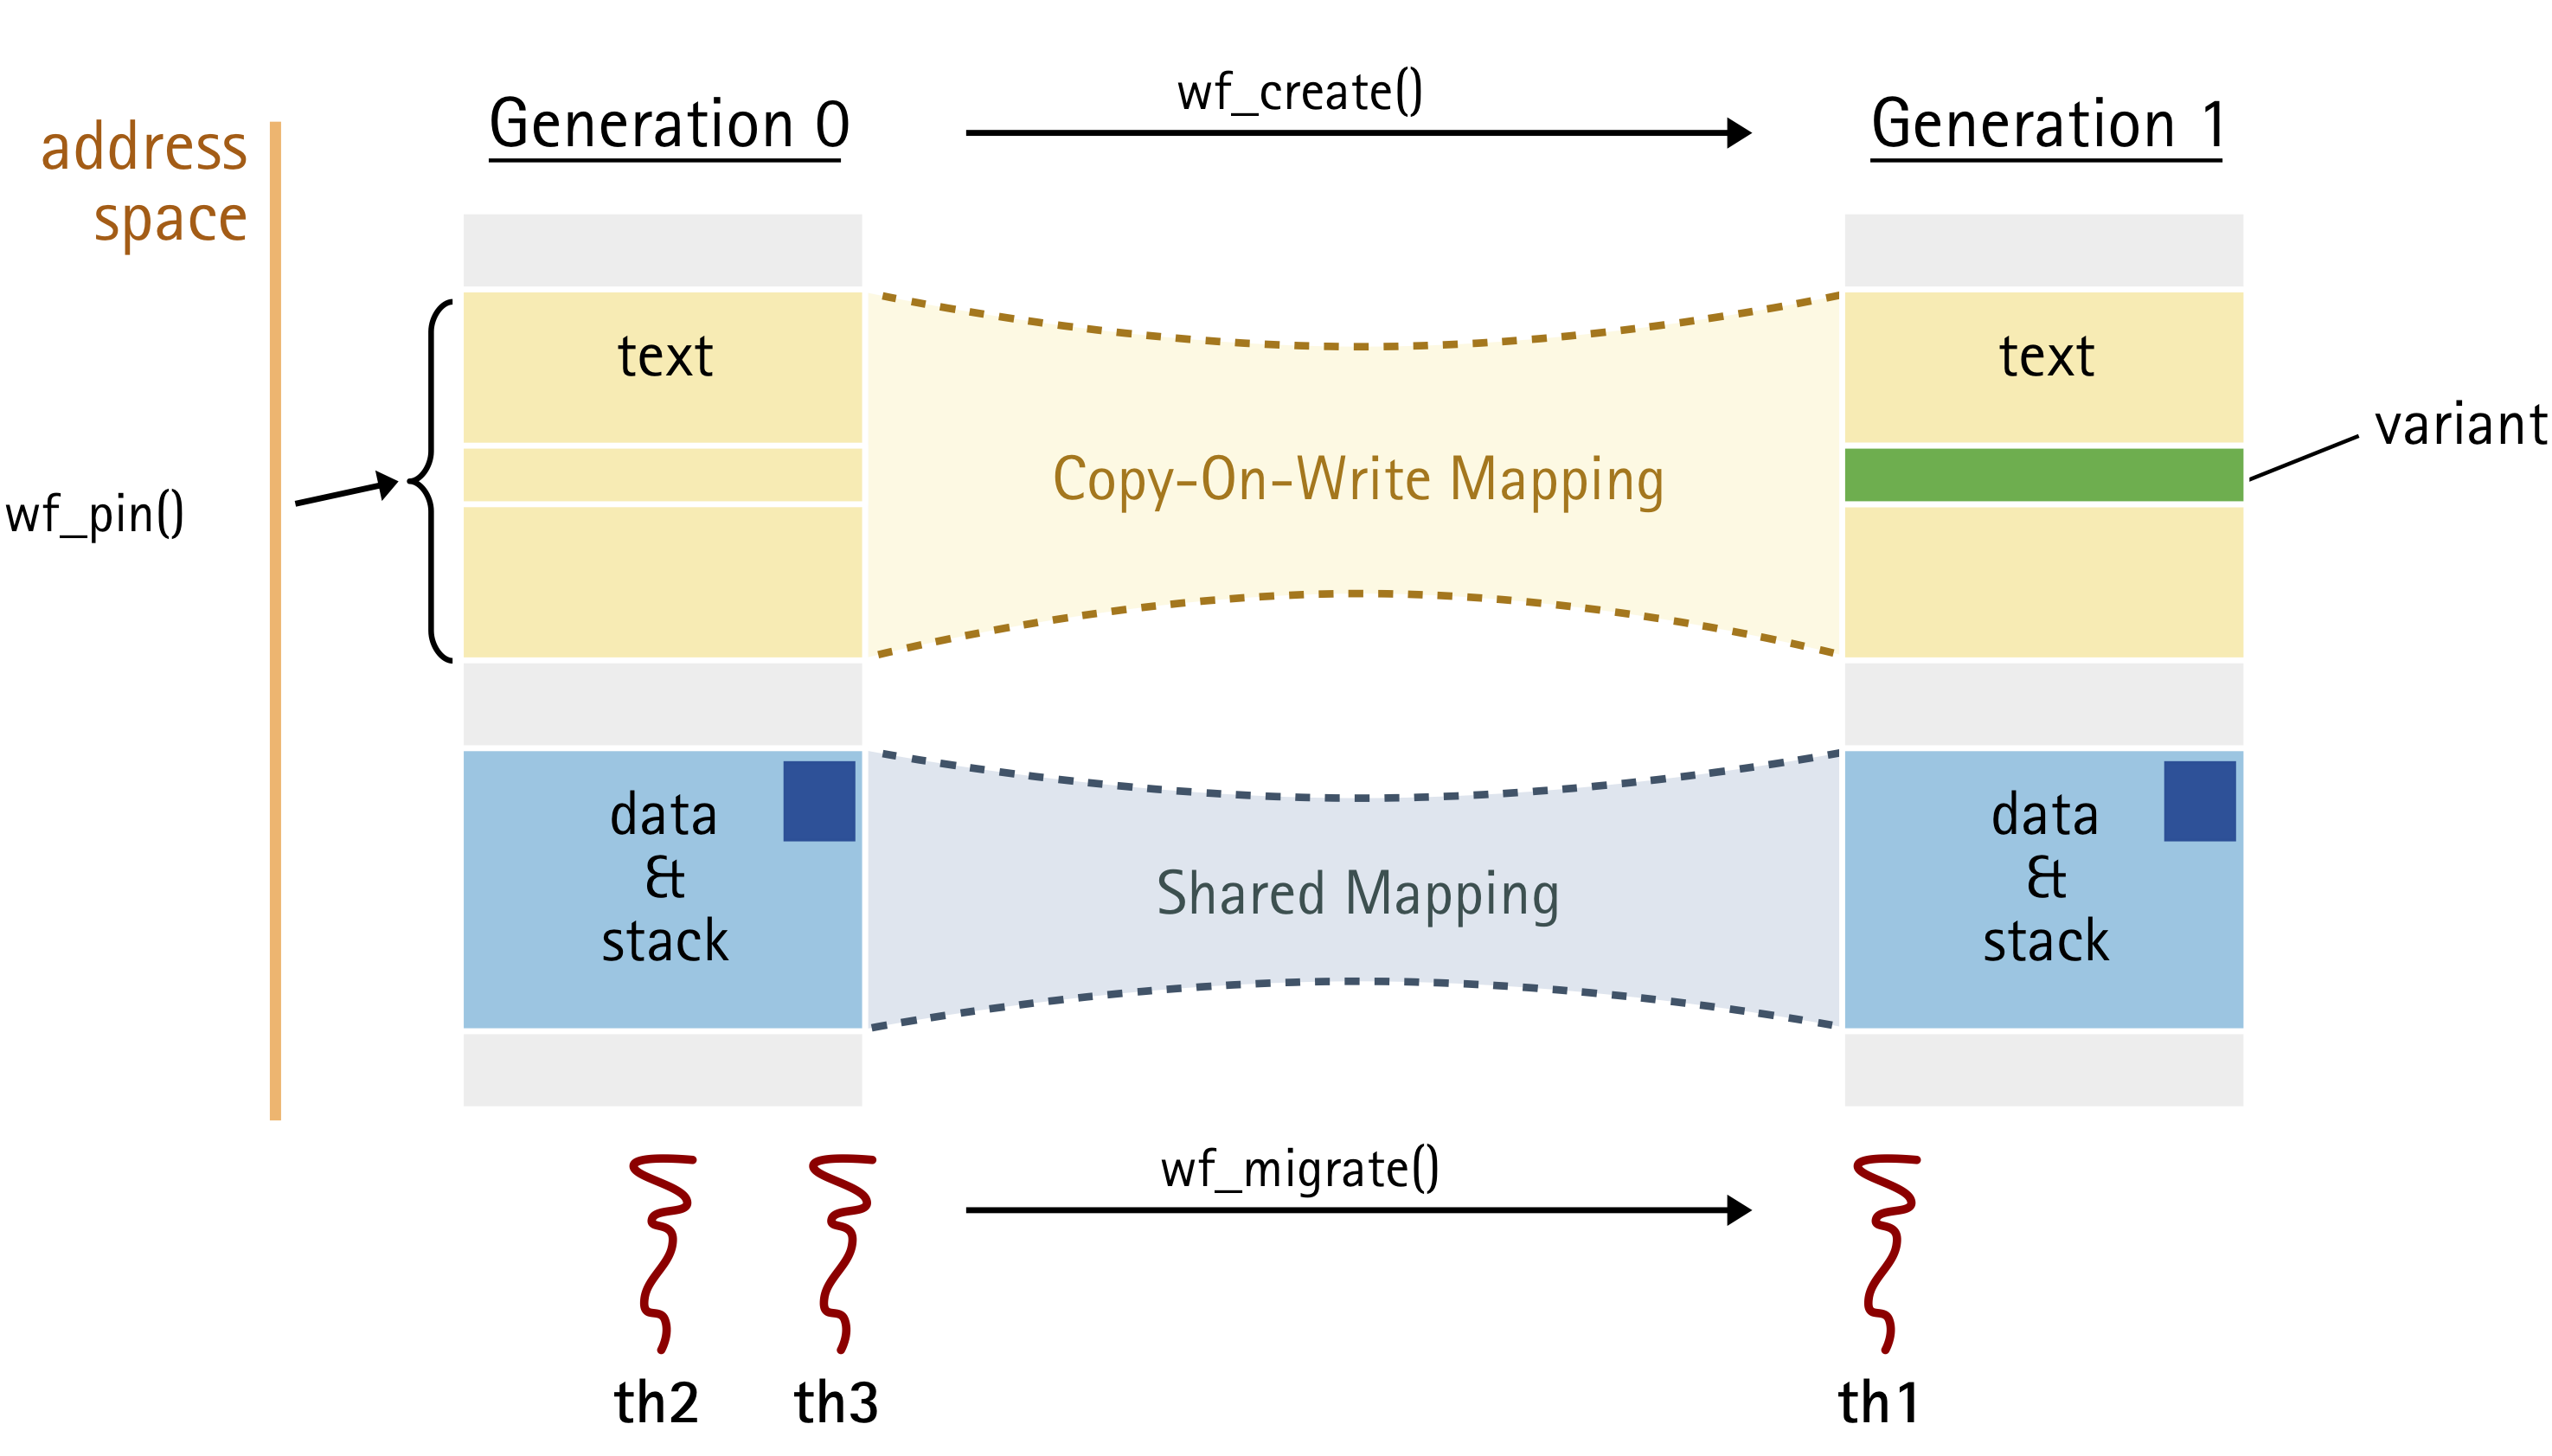 wf_create()
Generation 0
Generation 1
address
space
text
text
variant
Copy-On-Write Mapping
wf_pin()
data
&
stack
data
&
stack
Shared Mapping
wf_migrate()
th2
th3
th1